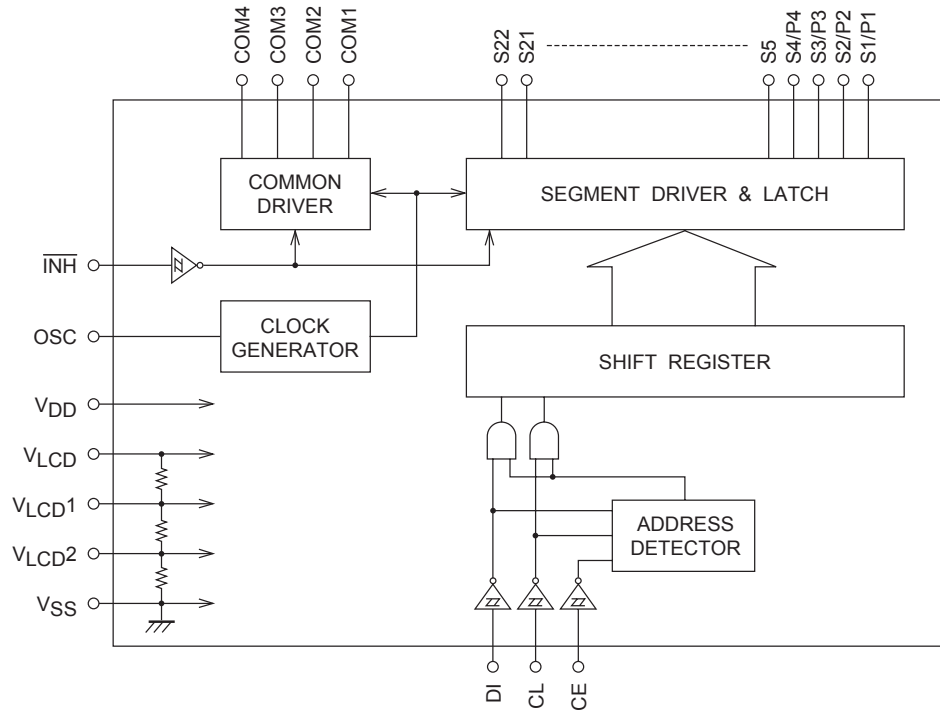 COM4
COM3
COM2
COM1
S22
S21
S5
S4/P4
S3/P3
S2/P2
S1/P1
COMMON
DRIVER
SEGMENT DRIVER & LATCH
INH
OSC
CLOCK
GENERATOR
SHIFT REGISTER
VDD
VLCD
VLCD1
VLCD2
VSS
ADDRESS
DETECTOR
DI
CL
CE